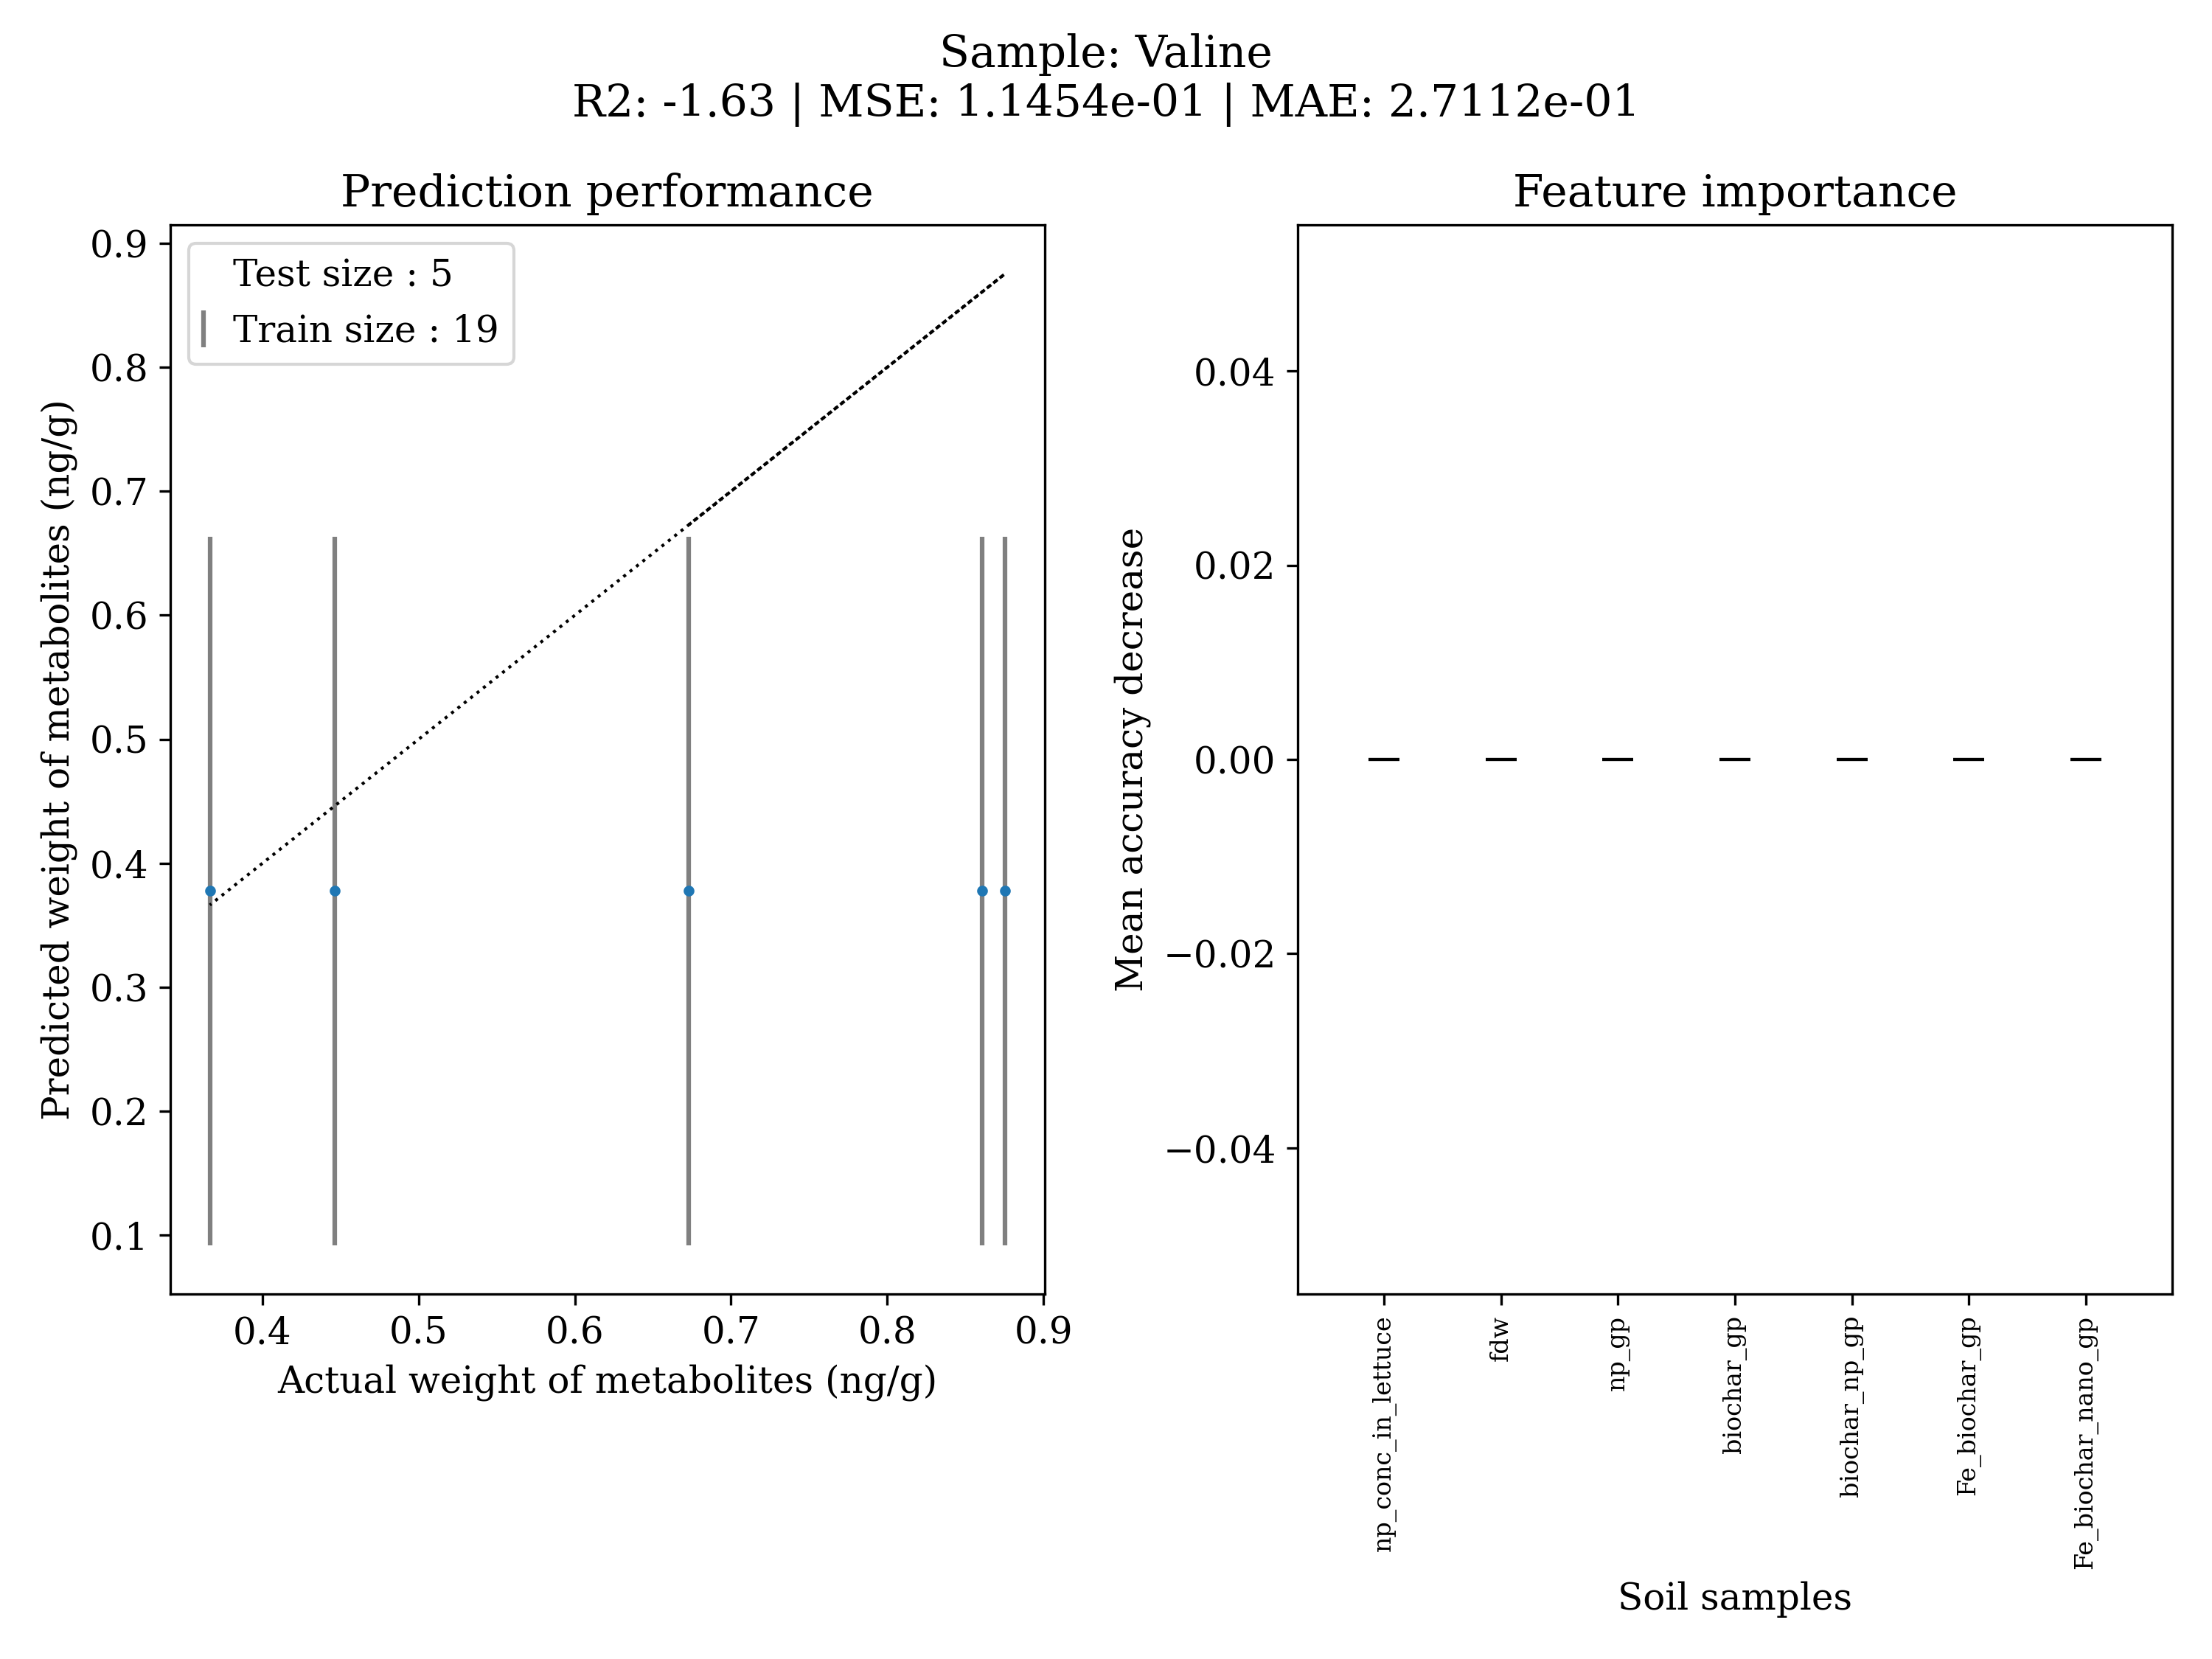 Sample: Valine
R2: -1.63 | MSE: 1.1454e-01 | MAE: 2.7112e-01
Prediction performance
Test size : 5
Train size : 19
0.9
0.8
0.7
0.6
0.5
0.4
0.3
0.2
0.1
Predicted weight of metabolites (ng/g)
0.4 0.5 0.6 0.7 0.8 0.9
Actual weight of metabolites (ng/g)
Feature importance
0.04
0.02
0.00
−0.02
−0.04
Mean accuracy decrease
np_conc_in_lettuce
fdw
np_gp
biochar_gp
biochar_np_gp
Fe_biochar_gp
Fe_biochar_nano_gp
Soil samples